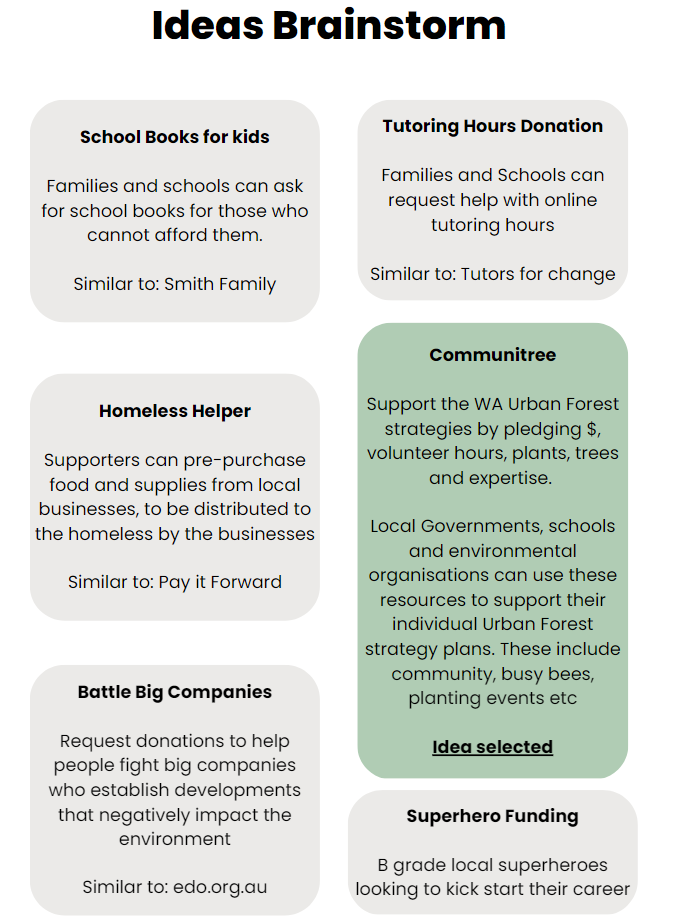 Ideas Brainstorm
School Books for kids
Families and schools can ask
for school books for those who
cannot afford them.
Similar to: Smith Family
Tutoring Hours Donation
Families and Schools can
request help with online
tutoring hours
Similar to: Tutors for change
Homeless Helper
Supporters can pre-purchase
food and supplies from local
businesses, to be distributed to
the homeless by the businesses
Similar to: Pay it Forward
Communitree
Support the WA Urban Forest
strategies by pledging $,
volunteer hours, plants, trees
and expertise.
Local Governments, schools
and environmental
organisations can use these
resources to support their
individual Urban Forest
strategy plans. These include
community, busy bees,
planting events etc
Idea selected
Battle Big Companies
Request donations to help
people fight big companies
who establish developments
that negatively impact the
environment
Similar to: edo.org.au
Superhero Funding
B grade local superheroes
looking to kick start their career